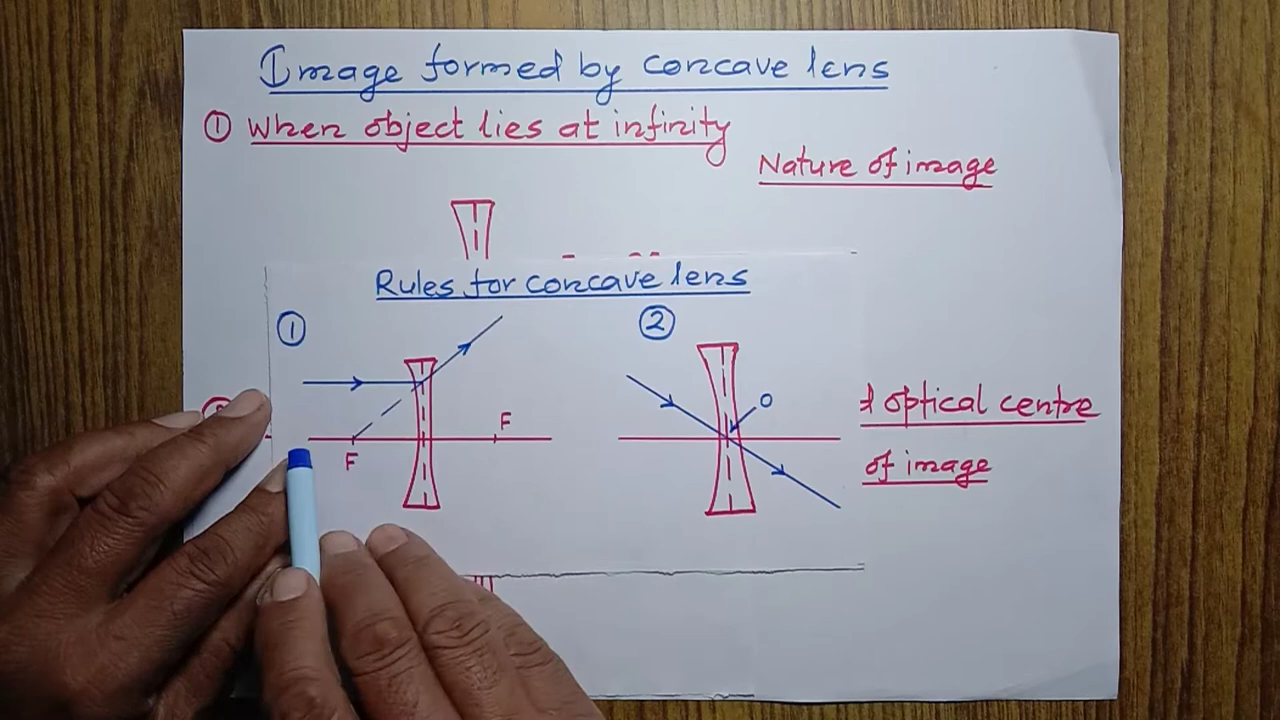 Image formed by concave lens
① When object lies at infinity
Nature of image
Rules for concave lens
①
②
F
F
O
optical centre
of image